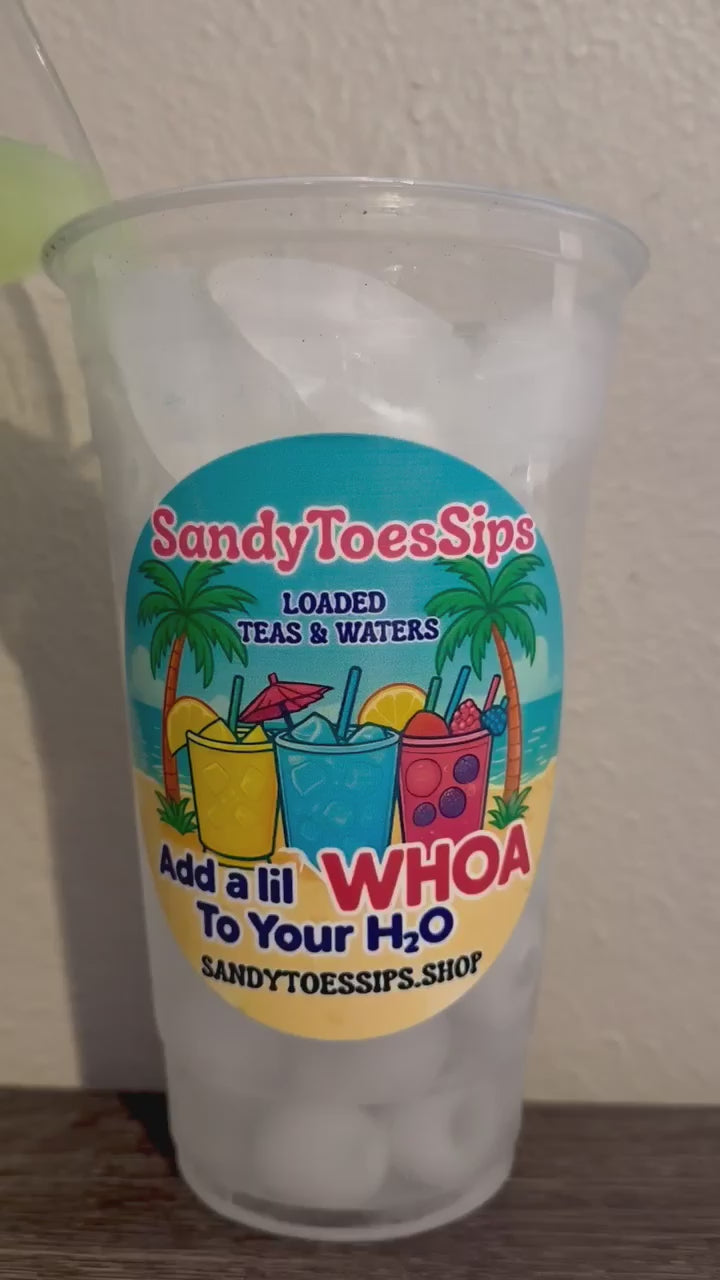 SandyToesSips
LOADED
TEAS & WATERS
Add a lil WHOA
To Your H₂O
SANDYTOESSIPS.SHOP